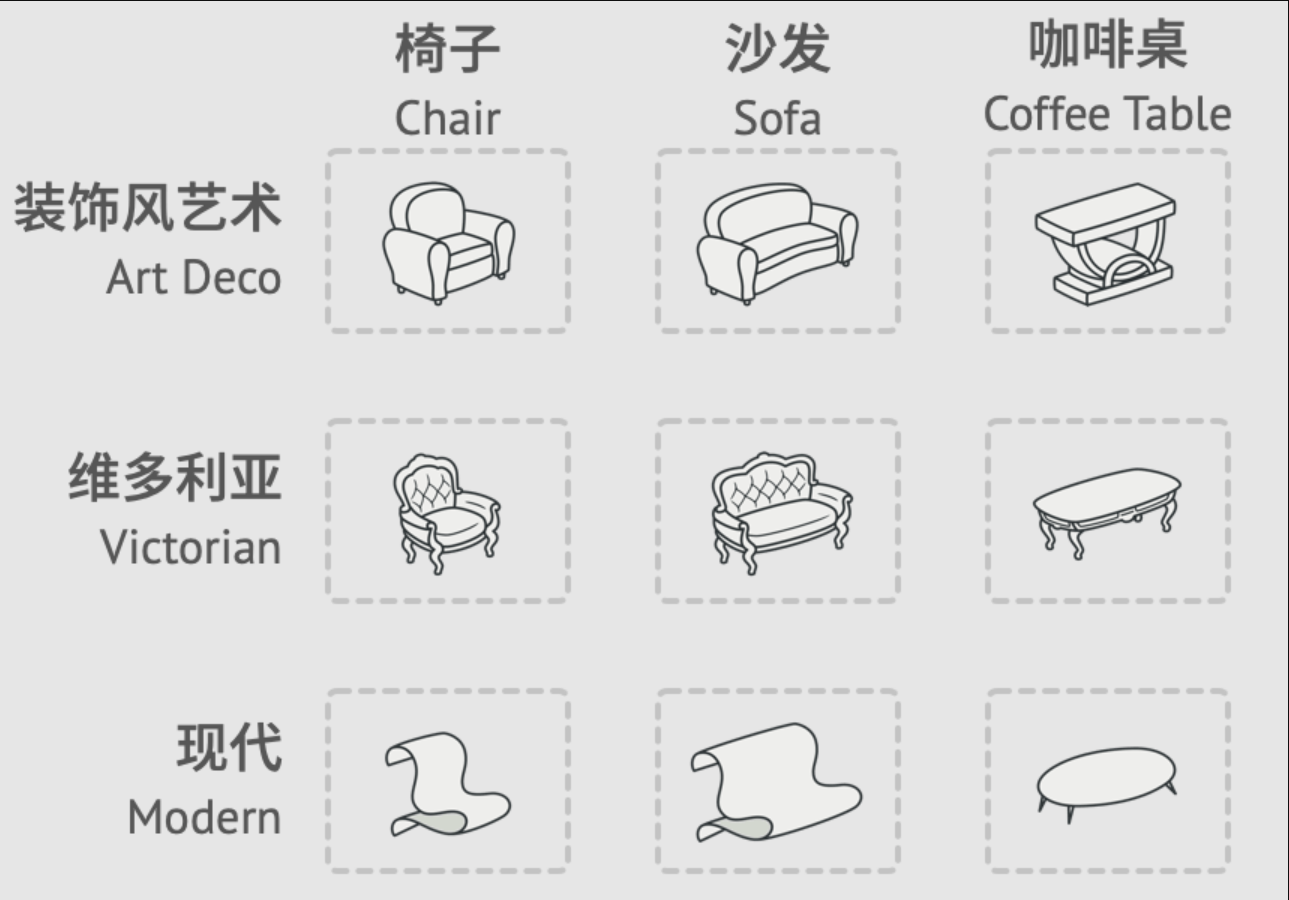 椅子
Chair
沙发
Sofa
咖啡桌
Coffee Table
装饰风艺术
Art Deco
维多利亚
Victorian
现代
Modern